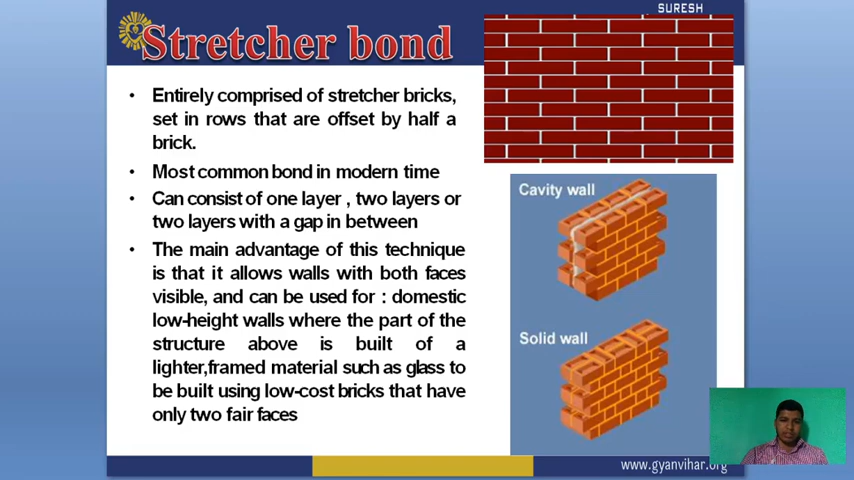 SURESH
Stretcher bond
• Entirely comprised of stretcher bricks,
set in rows that are offset by half a
brick.
• Most common bond in modern time
• Can consist of one layer , two layers or
two layers with a gap in between
• The main advantage of this technique
is that it allows walls with both faces
visible, and can be used for : domestic
low-height walls where the part of the
structure above is built of a
lighter,framed material such as glass to
be built using low-cost bricks that have
only two fair faces
Cavity wall
Solid wall
www.gyanvihar.org